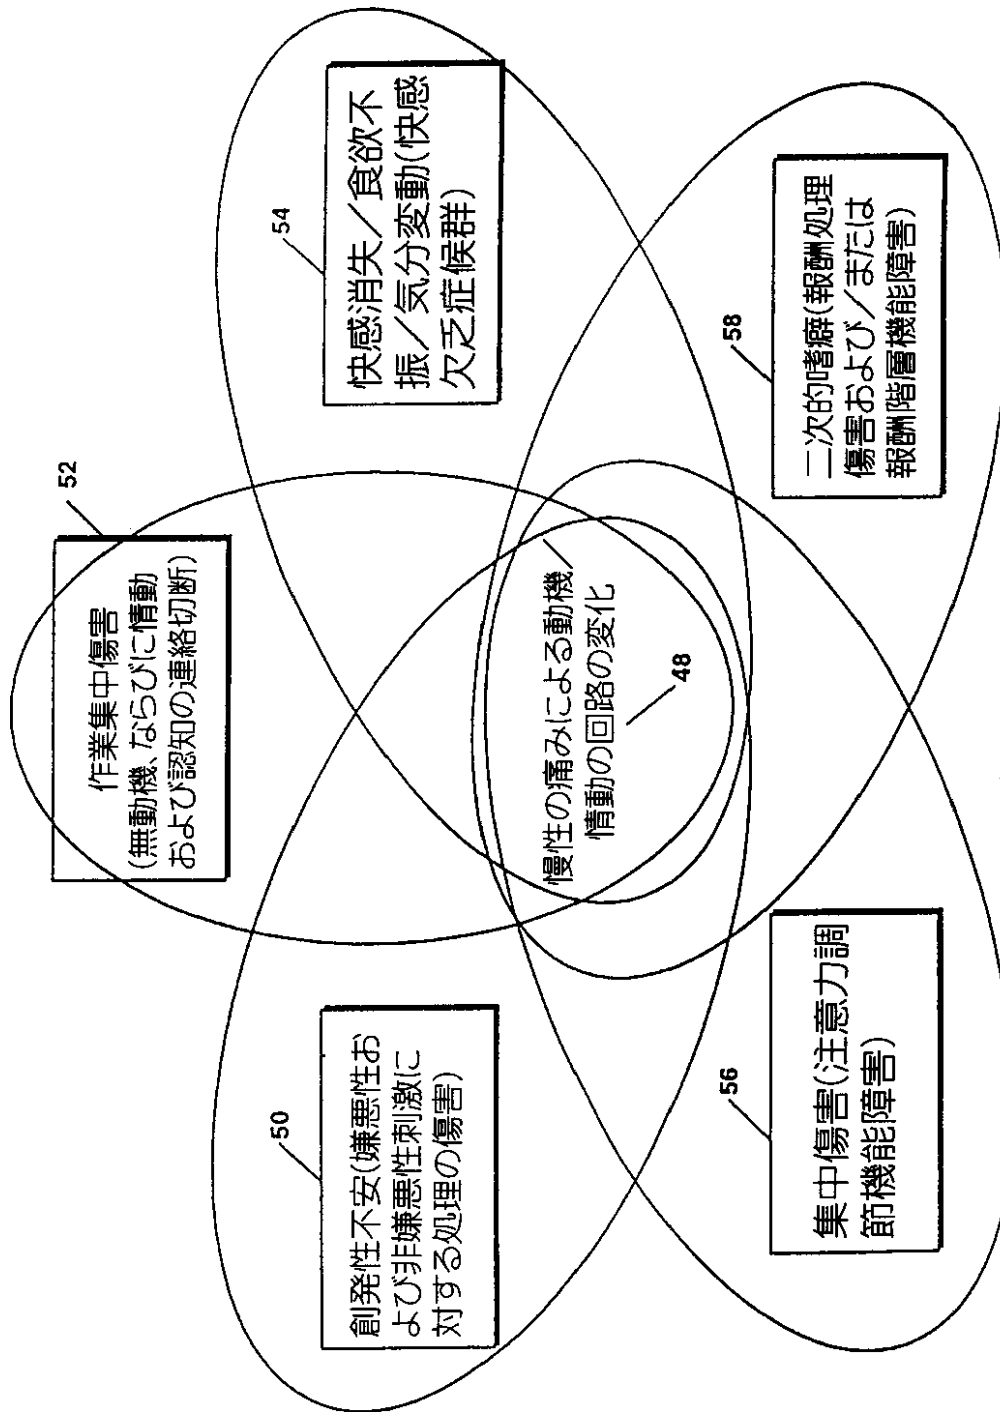 52
作業集中傷害
(無動機、ならびに情動
および認知の連絡切断)
50
創発性不安(嫌悪性お
よび非嫌悪性刺激に
対する処理の傷害)
54
快感消失/食欲不
振/気分変動(快感
欠乏症候群)
慢性の痛みによる動機/
情動の回路の変化
48
56
集中傷害(注意力調
節機能障害)
58
二次的嗜癖(報酬処理
傷害および/または
報酬階層機能障害)